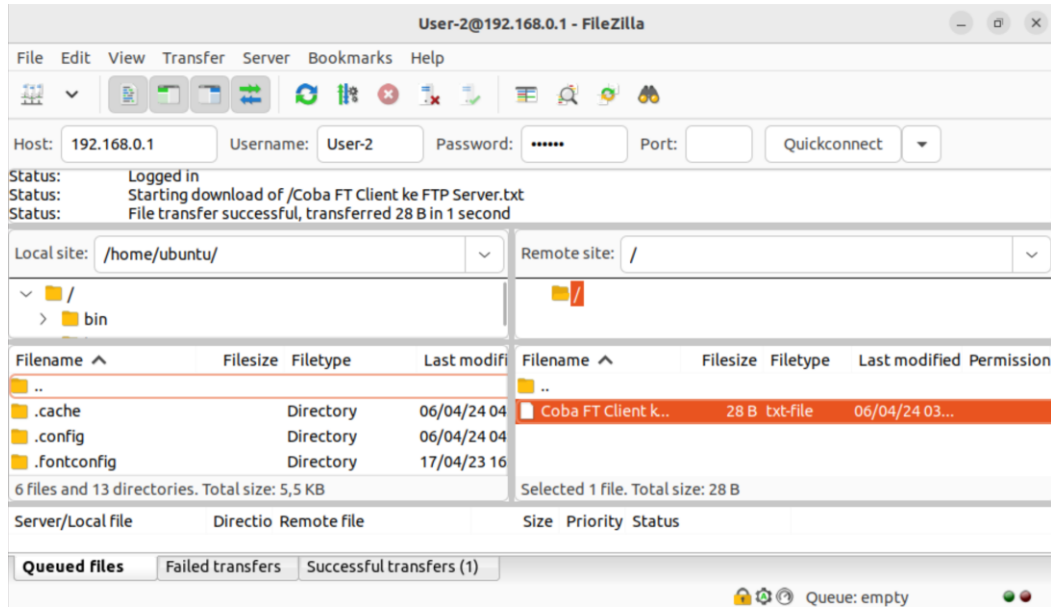 User-2@192.168.0.1 - FileZilla
File Edit View Transfer Server Bookmarks Help
Host: 192.168.0.1 Username: User-2 Password: •••••• Port: Quickconnect
Status: Logged in
Status: Starting download of /Coba FT Client ke FTP Server.txt
Status: File transfer successful, transferred 28 B in 1 second
Local site: /home/ubuntu/
/
bin
Remote site: /
/
Filename Filesize Filetype Last modifi
..
.cache Directory 06/04/24 04
.config Directory 06/04/24 04
.fontconfig Directory 17/04/23 16
6 files and 13 directories. Total size: 5,5 KB
Filename Filesize Filetype Last modified Permission
..
Coba FT Client k... 28 B txt-file 06/04/24 03...
Selected 1 file. Total size: 28 B
Server/Local file Directio Remote file Size Priority Status
Queued files Failed transfers Successful transfers (1)
Queue: empty